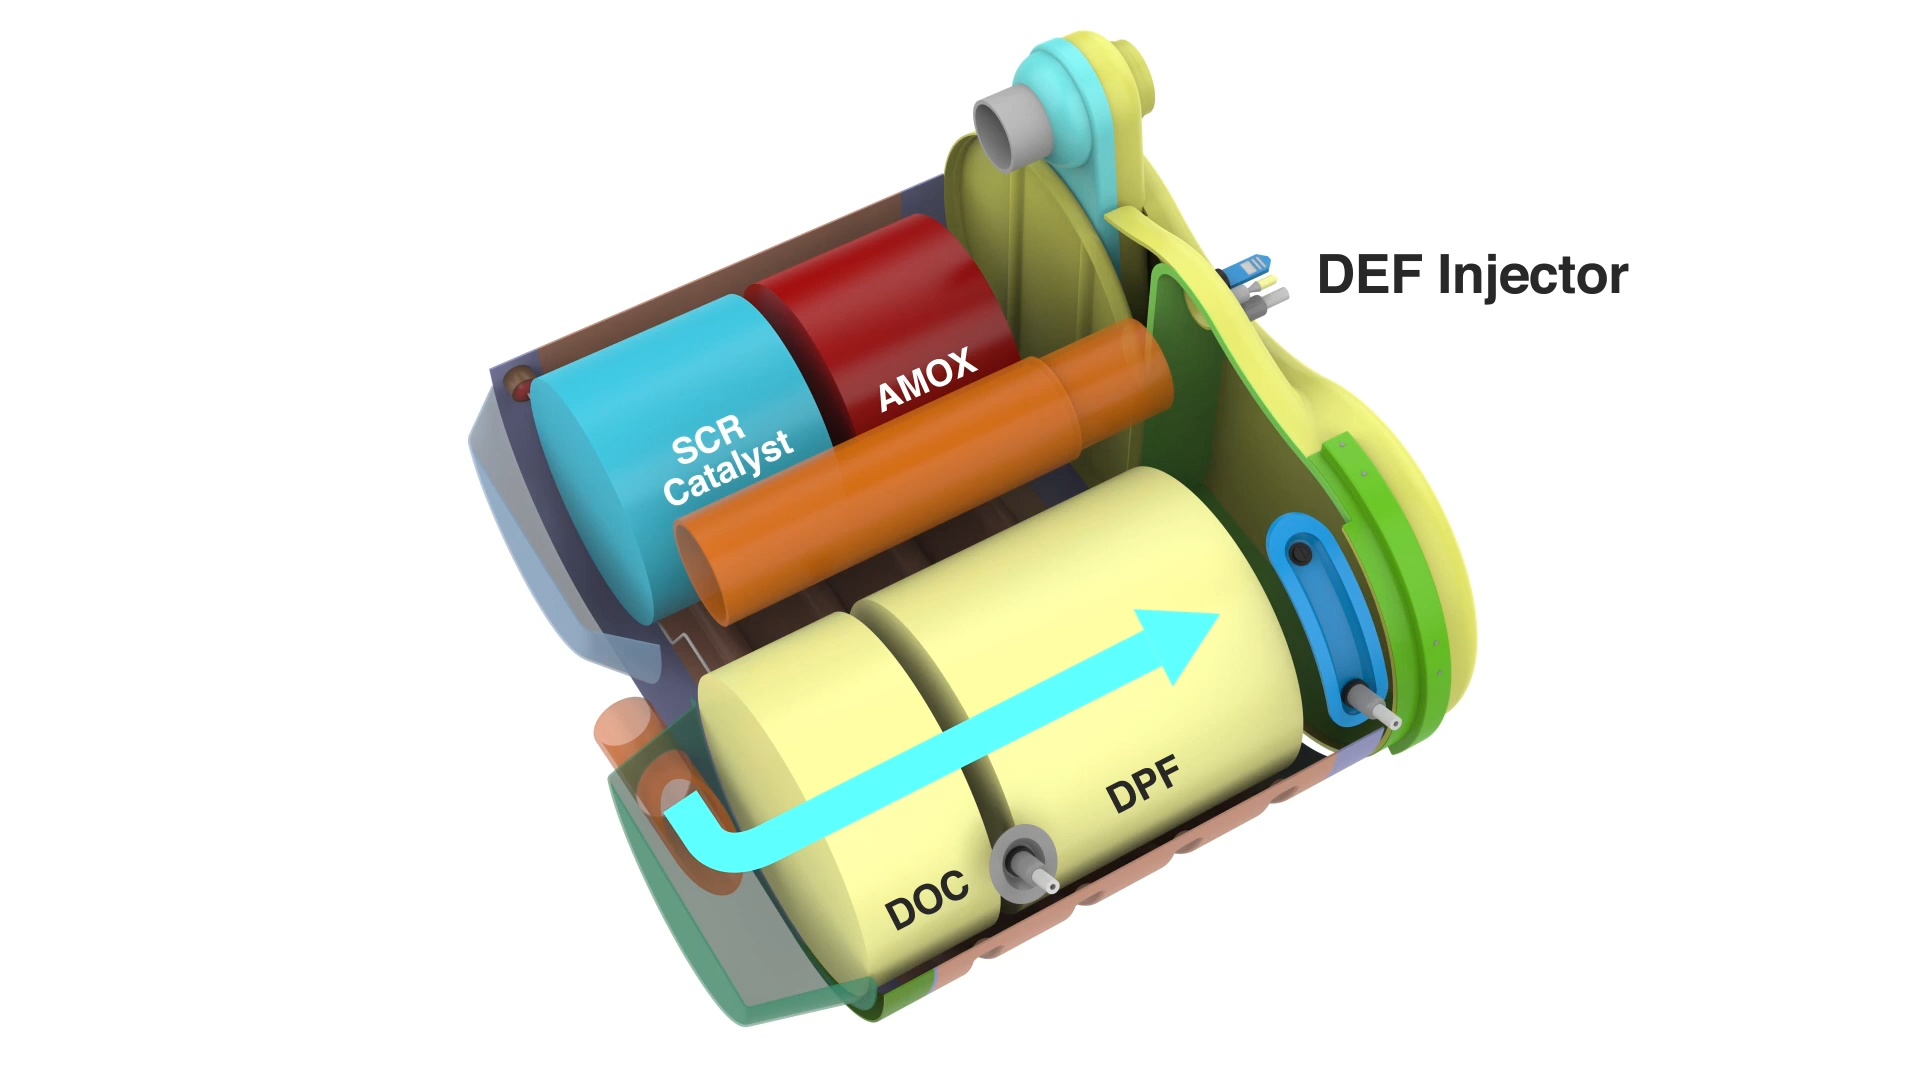 DEF Injector
AMOX
SCR
Catalyst
DPF
DOC